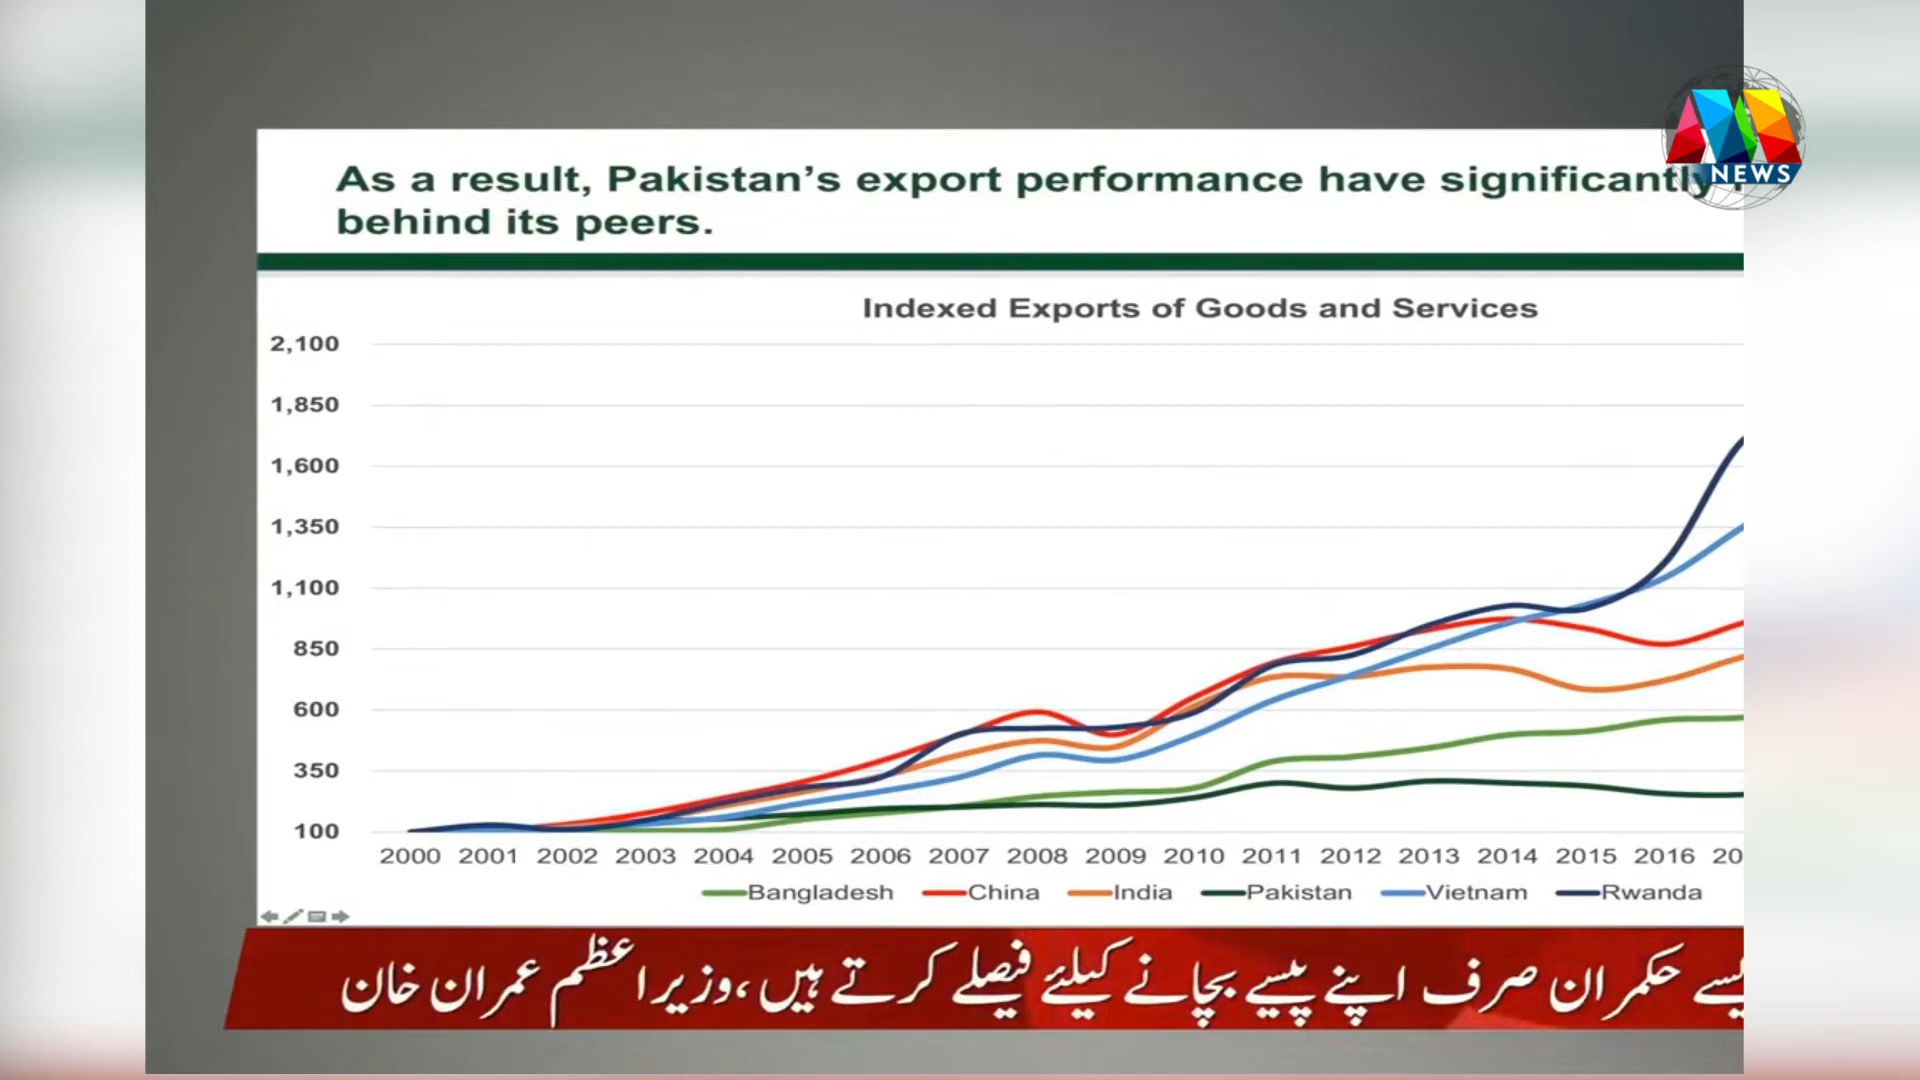 As a result, Pakistan's export performance have significantly
behind its peers.
NEWS
Indexed Exports of Goods and Services
2,100
1,850
1,600
1,350
1,100
850
600
350
100
2000 2001 2002 2003 2004 2005 2006 2007 2008 2009 2010 2011 2012 2013 2014 2015 2016 20
Bangladesh China India Pakistan Vietnam Rwanda
حکمران صرف اپنے پیسے بچانے کیلئے فیصلے کرتے ہیں،وزیراعظم عمران خان